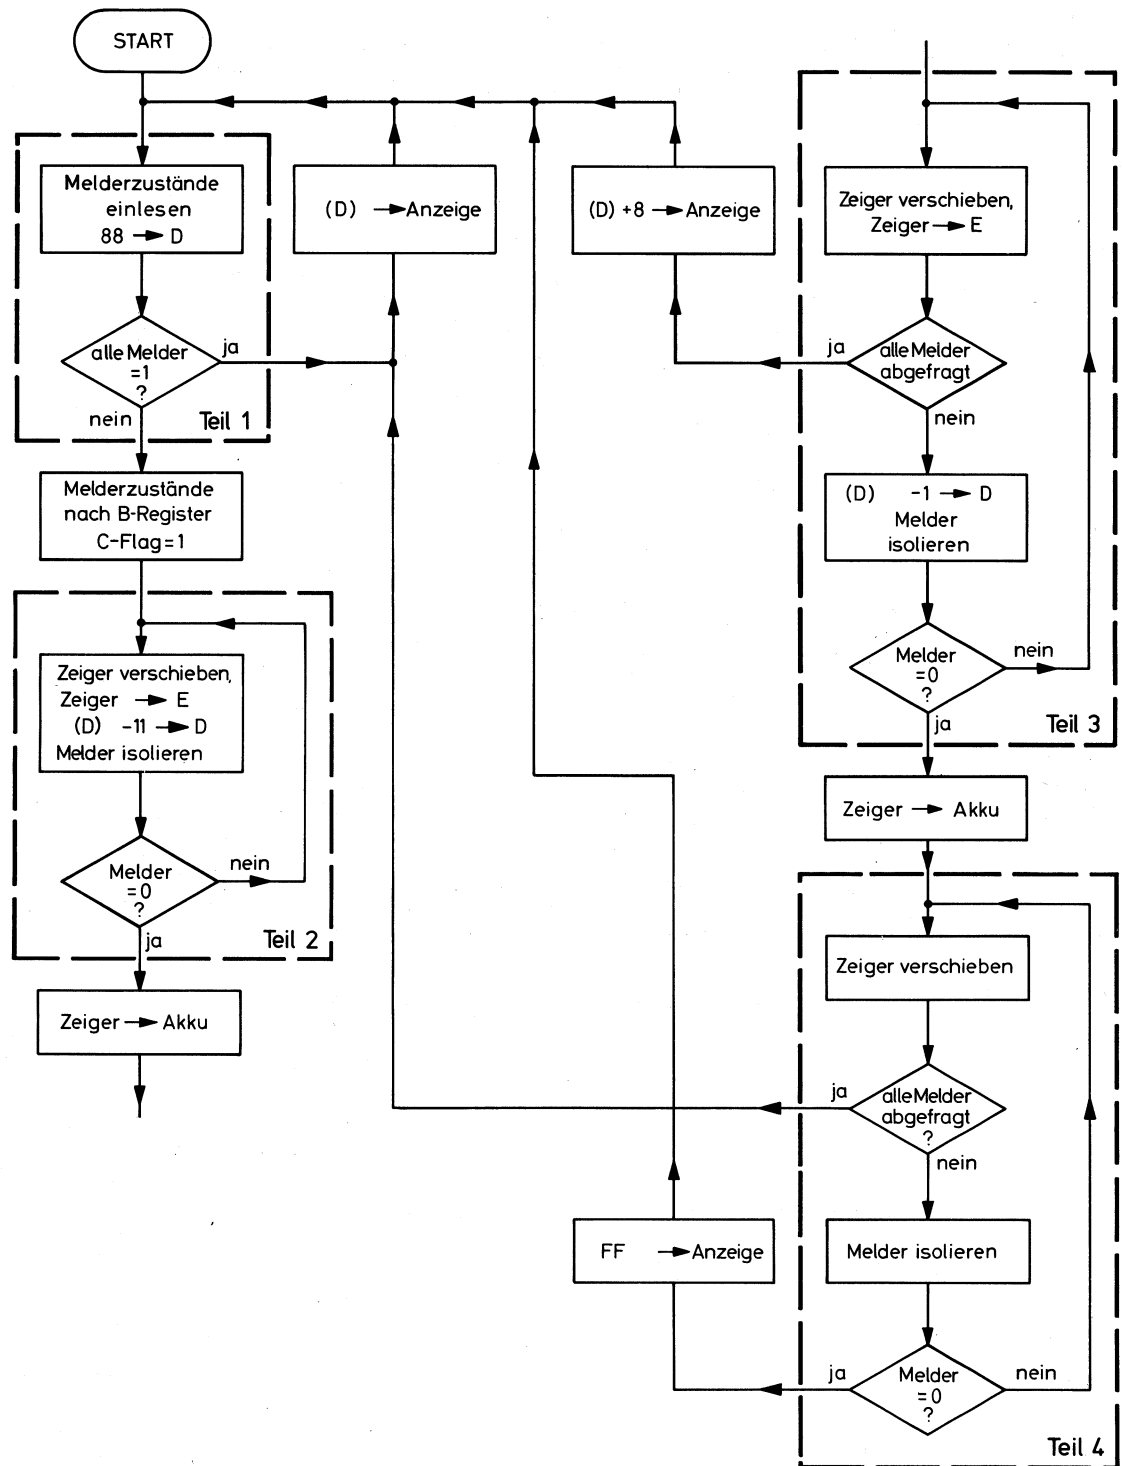 START
Melderzustände
einlesen
88 → D
alle Melder
=1
?
ja
nein
Teil 1
Melderzustände
nach B-Register
C-Flag=1
Zeiger verschieben,
Zeiger → E
(D) -11 → D
Melder isolieren
Melder
=0
?
nein
ja
Teil 2
Zeiger → Akku
(D) → Anzeige
(D) +8 → Anzeige
Zeiger verschieben,
Zeiger → E
alle Melder
abgefragt
ja
nein
(D) -1 → D
Melder
isolieren
Melder
=0
?
nein
ja
Teil 3
Zeiger → Akku
Zeiger verschieben
alle Melder
abgefragt
?
ja
nein
FF → Anzeige
Melder isolieren
Melder
=0
?
ja
nein
Teil 4